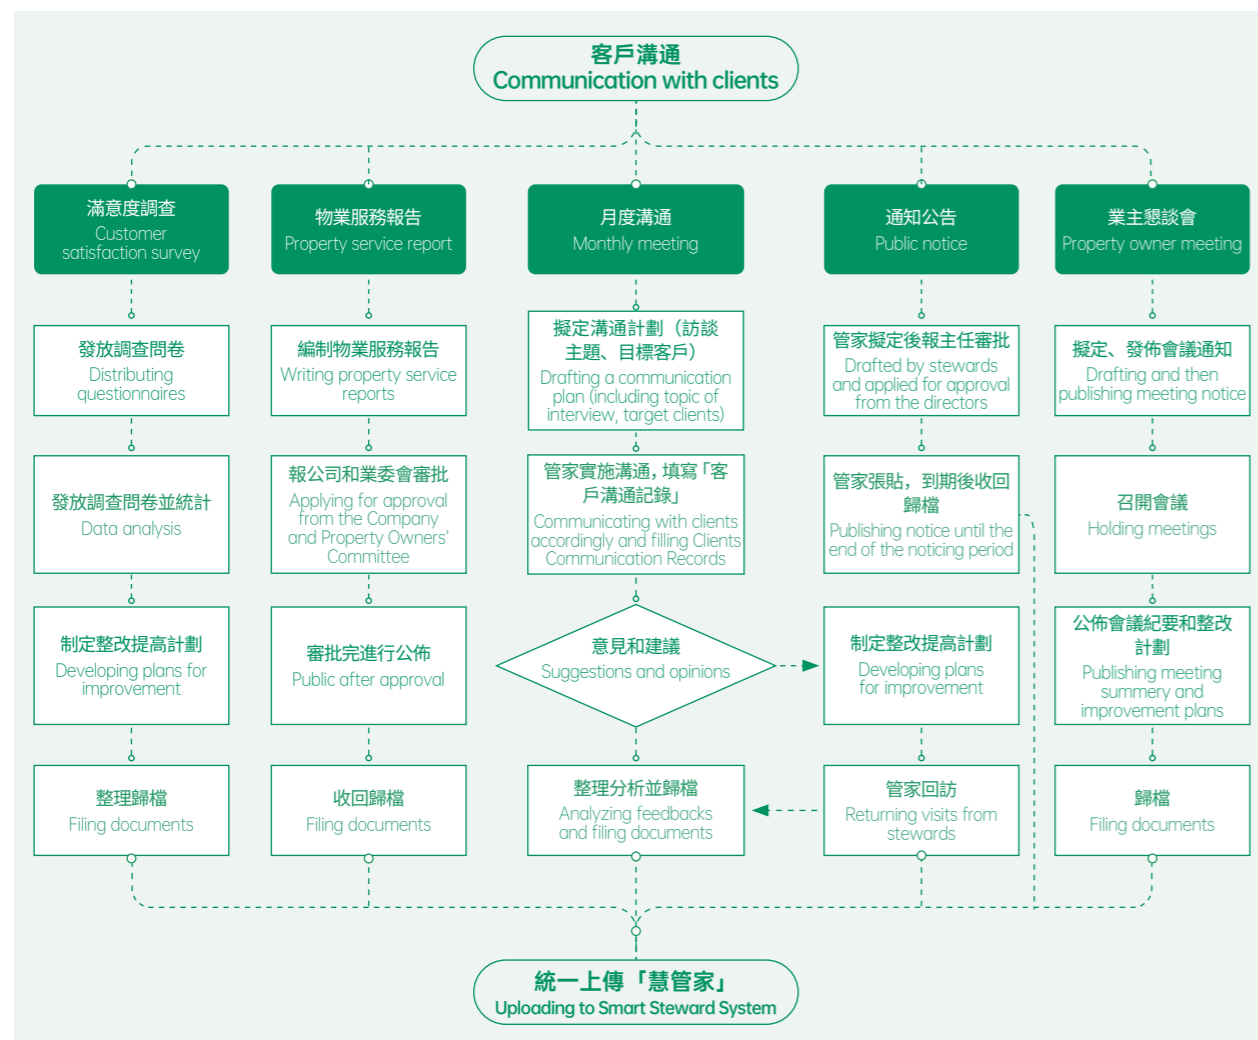 客戶溝通
Communication with clients
滿意度調查
Customer
satisfaction survey
物業服務報告
Property service report
月度溝通
Monthly meeting
通知公告
Public notice
業主懇談會
Property owner meeting
發放調查問卷
Distributing
questionnaires
編制物業服務報告
Writing property service
reports
擬定溝通計劃（訪談
主題、目標客戶）
Drafting a communication
plan (including topic of
interview, target clients)
管家擬定後報主任審批
Drafted by stewards
and applied for approval
from the directors
擬定、發佈會議通知
Drafting and then
publishing meeting notice
發放調查問卷並統計
Data analysis
報公司和業委會審批
Applying for approval
from the Company
and Property Owners'
Committee
管家實施溝通，填寫「客
戶溝通記錄」
Communicating with clients
accordingly and filling Clients
Communication Records
管家張貼，到期後收回
歸檔
Publishing notice until the
end of the noticing period
召開會議
Holding meetings
制定整改提高計劃
Developing plans for
improvement
審批完進行公佈
Public after approval
意見和建議
Suggestions and opinions
制定整改提高計劃
Developing plans
for improvement
公佈會議紀要和整改
計劃
Publishing meeting
summery and
improvement plans
整理歸檔
Filing documents
收回歸檔
Filing documents
整理分析並歸檔
Analyzing feedbacks
and filing documents
管家回訪
Returning visits from
stewards
歸檔
Filing documents
統一上傳「慧管家」
Uploading to Smart Steward System